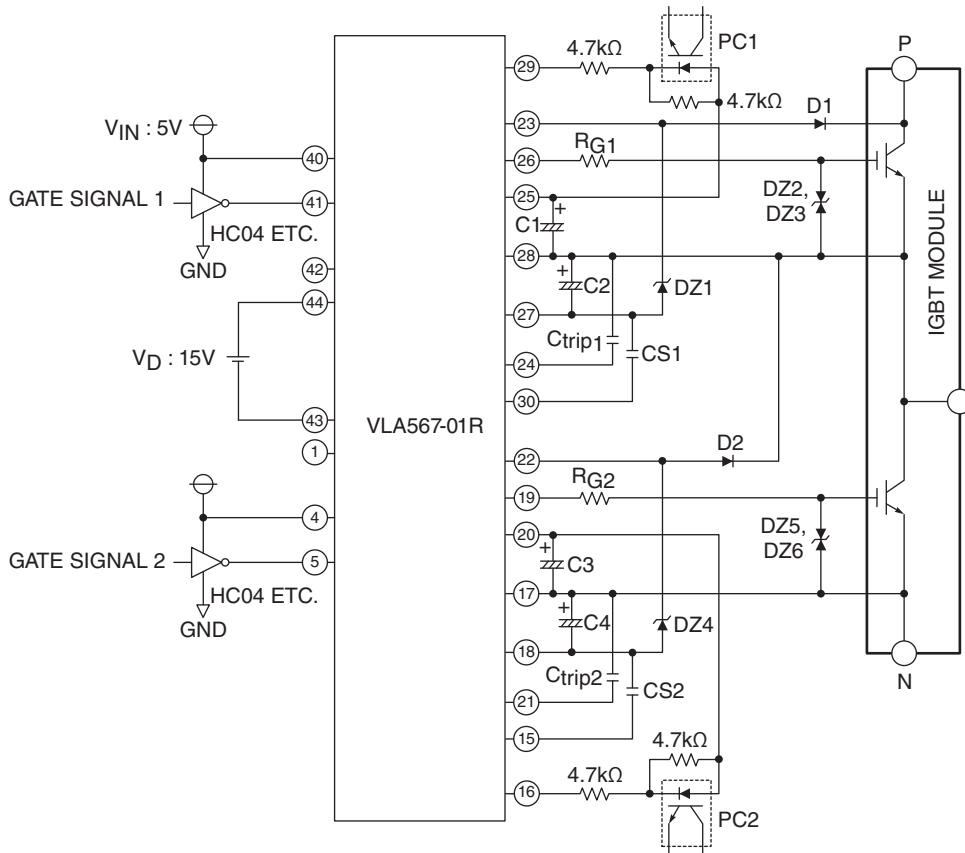 PC1
4.7kΩ
P
29
4.7kΩ
D1
23
VIN : 5V
RG1
40
26
DZ2,
DZ3
GATE SIGNAL 1
41
25
C1
+
HC04 ETC.
GND
28
42
+
C2
DZ1
IGBT MODULE
44
27
Ctrip1
CS1
VD : 15V
24
30
43
VLA567-01R
1
D2
22
RG2
19
4
20
DZ5,
DZ6
+
C3
GATE SIGNAL 2
5
HC04 ETC.
17
GND
+
C4
DZ4
18
N
Ctrip2
CS2
21
15
4.7kΩ
4.7kΩ
16
PC2